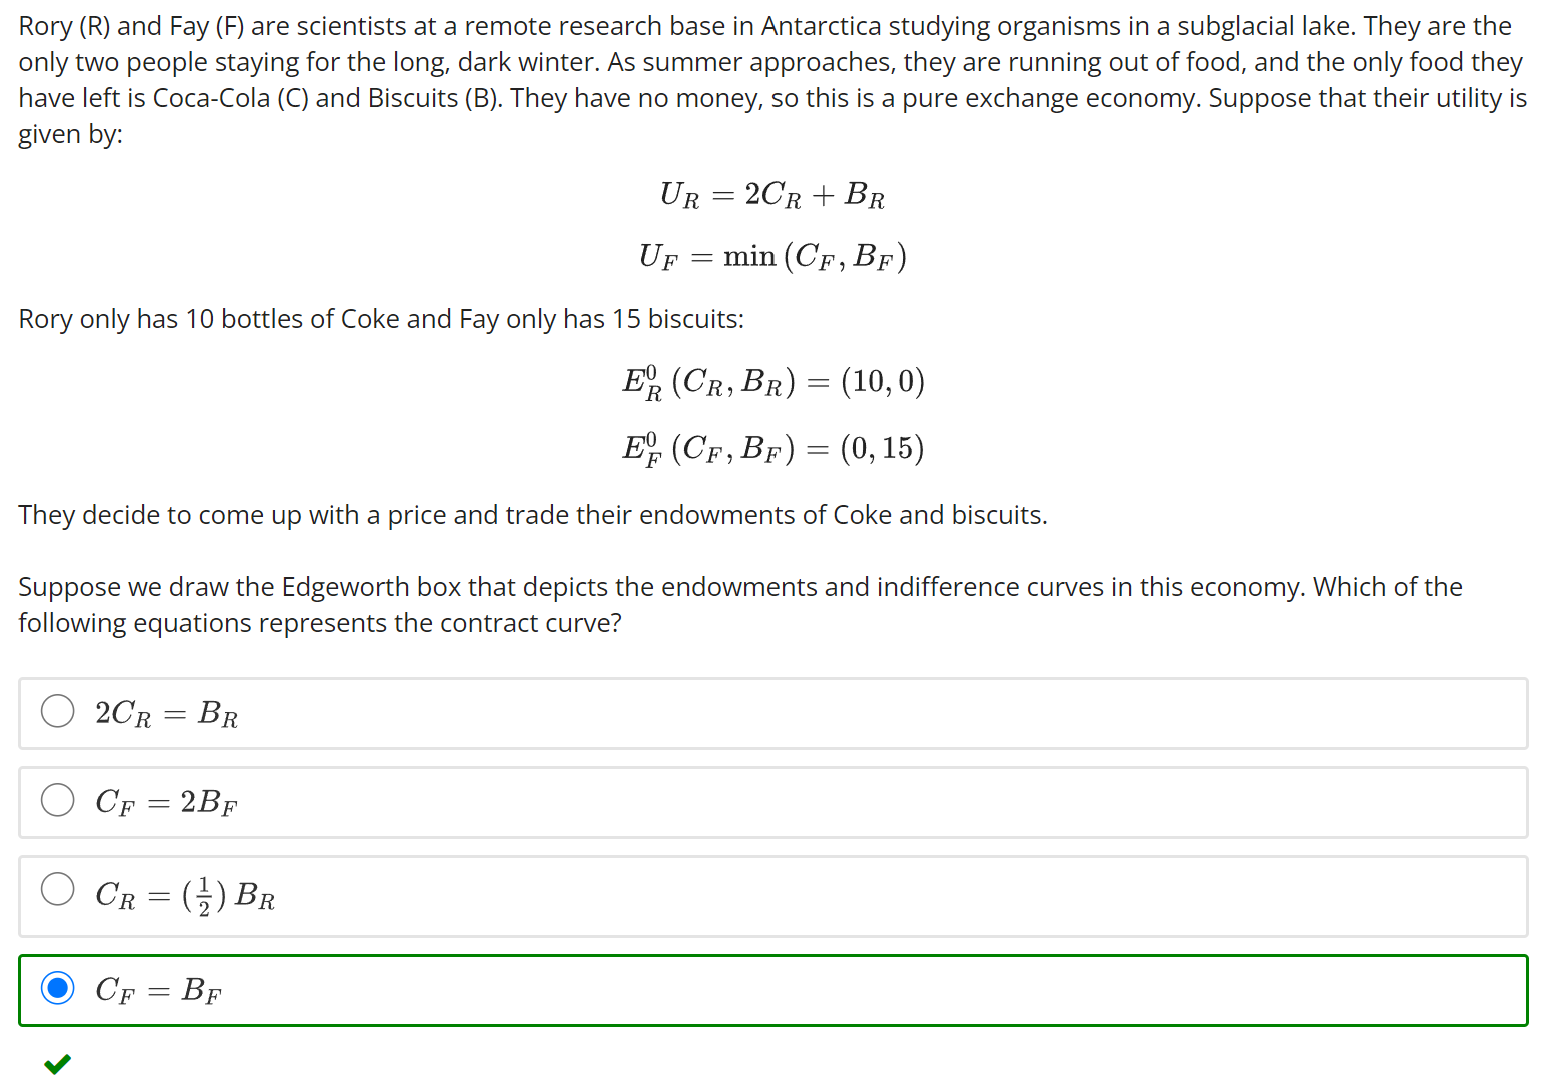 Rory (R) and Fay (F) are scientists at a remote research base in Antarctica studying organisms in a subglacial lake. They are the
only two people staying for the long, dark winter. As summer approaches, they are running out of food, and the only food they
have left is Coca-Cola (C) and Biscuits (B). They have no money, so this is a pure exchange economy. Suppose that their utility is
given by:
$U_R = 2C_R + B_R$
$U_F = \min(C_F, B_F)$
Rory only has 10 bottles of Coke and Fay only has 15 biscuits:
$E_R^0(C_R, B_R) = (10, 0)$
$E_F^0(C_F, B_F) = (0, 15)$
They decide to come up with a price and trade their endowments of Coke and biscuits.
Suppose we draw the Edgeworth box that depicts the endowments and indifference curves in this economy. Which of the
following equations represents the contract curve?
$2C_R = B_R$
$C_F = 2B_F$
$C_R = (\frac{1}{2}) B_R$
$C_F = B_F$